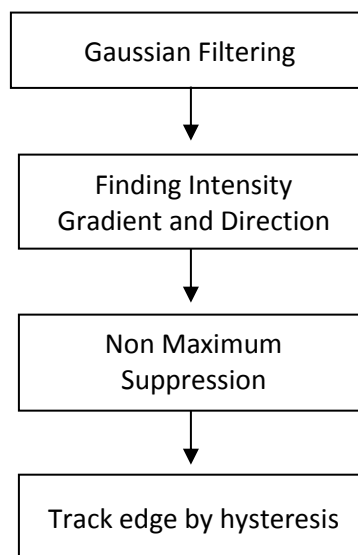 Gaussian Filtering
Finding Intensity
Gradient and Direction
Non Maximum
Suppression
Track edge by hysteresis